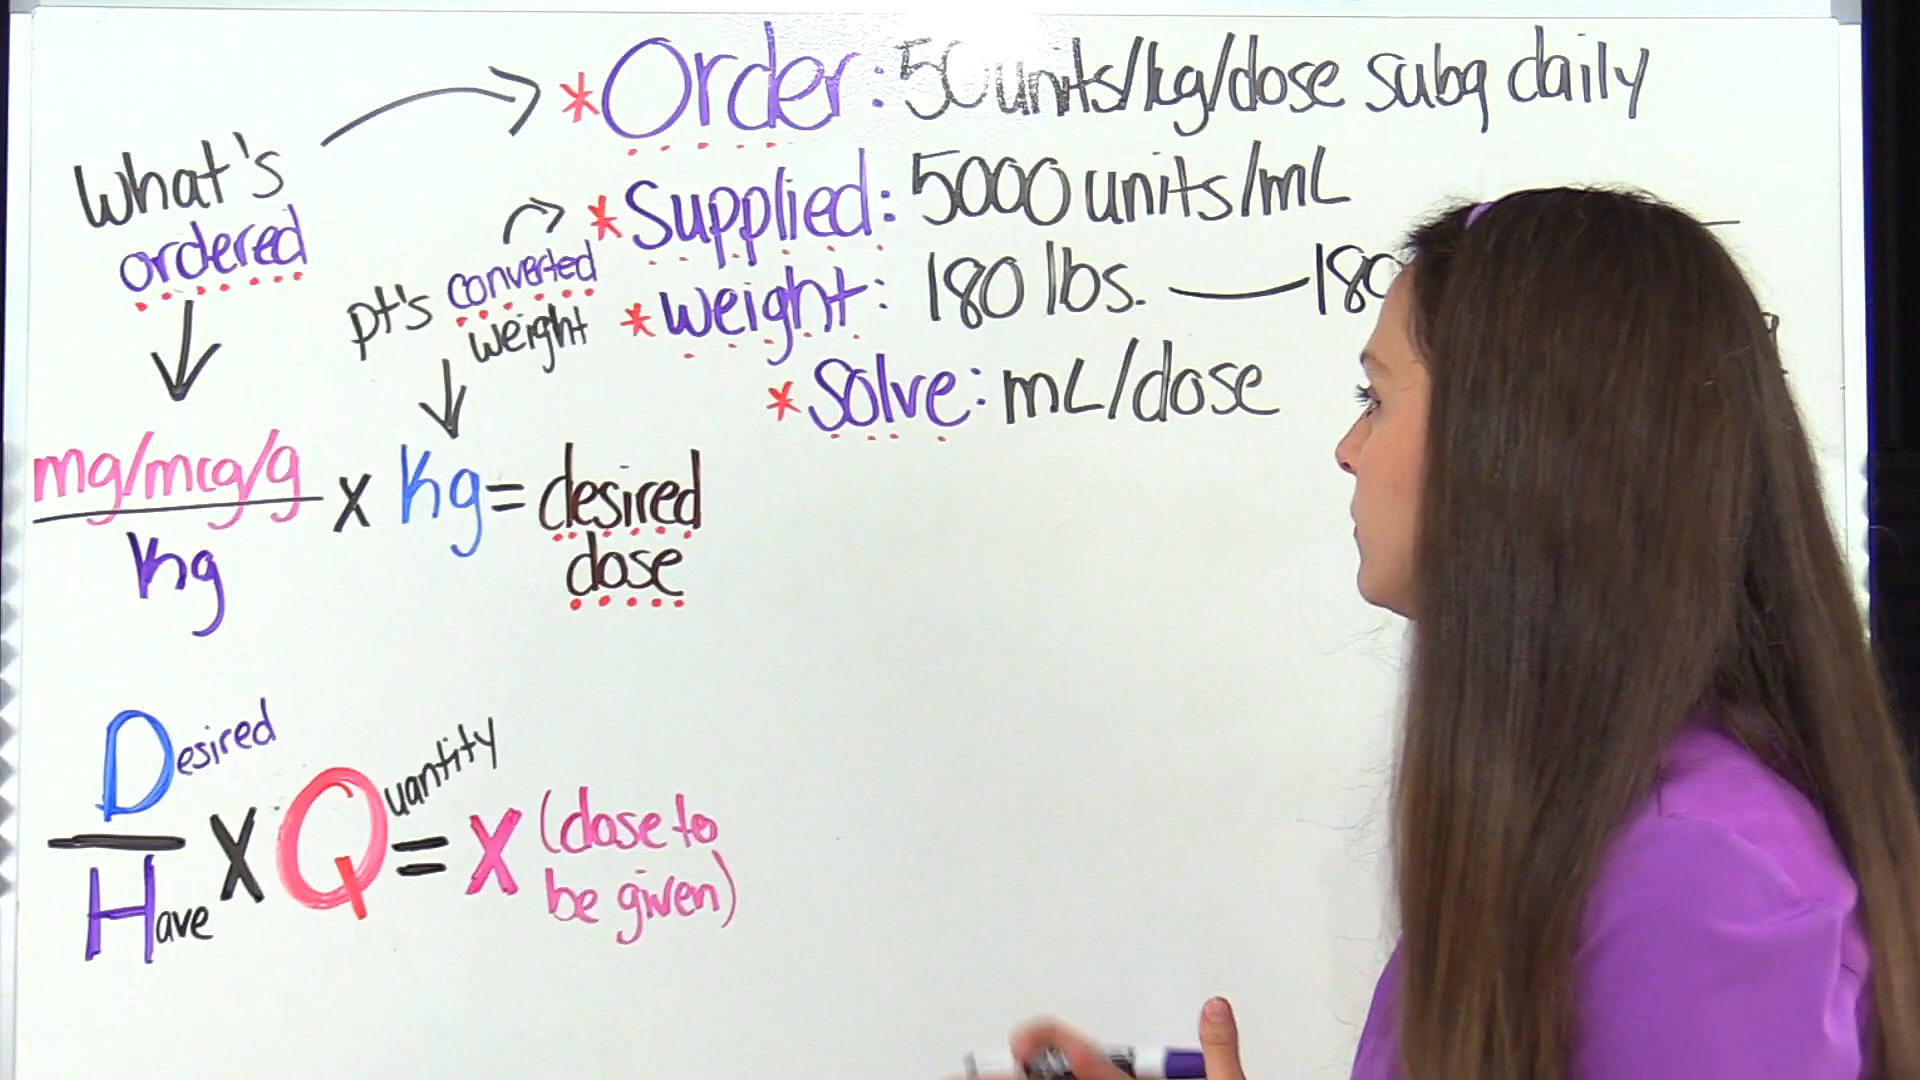 *Order: 50 units/kg/dose subq daily
*Supplied: 5000 units/mL
*Weight: 180 lbs. — 180
*Solve: mL/dose
What's
ordered
pt's converted
weight
mg/mcg/g
kg
x kg = desired
dose
Desired
Have
X Quantity = X (dose to
be given)